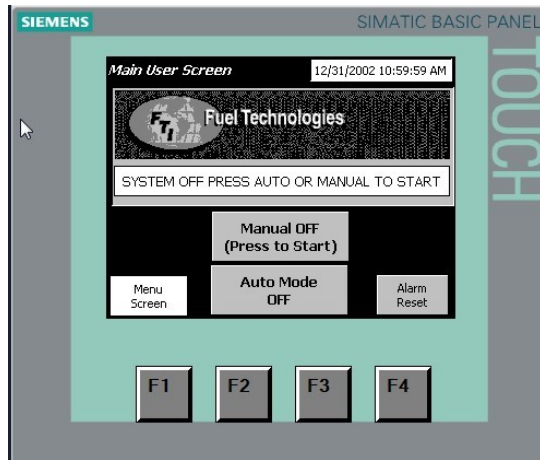 SIEMENS
SIMATIC BASIC PANEL
TOUCH
Main User Screen
12/31/2002 10:59:59 AM
FTI
Fuel Technologies
SYSTEM OFF PRESS AUTO OR MANUAL TO START
Manual OFF
(Press to Start)
Menu
Screen
Auto Mode
OFF
Alarm
Reset
F1 F2 F3 F4